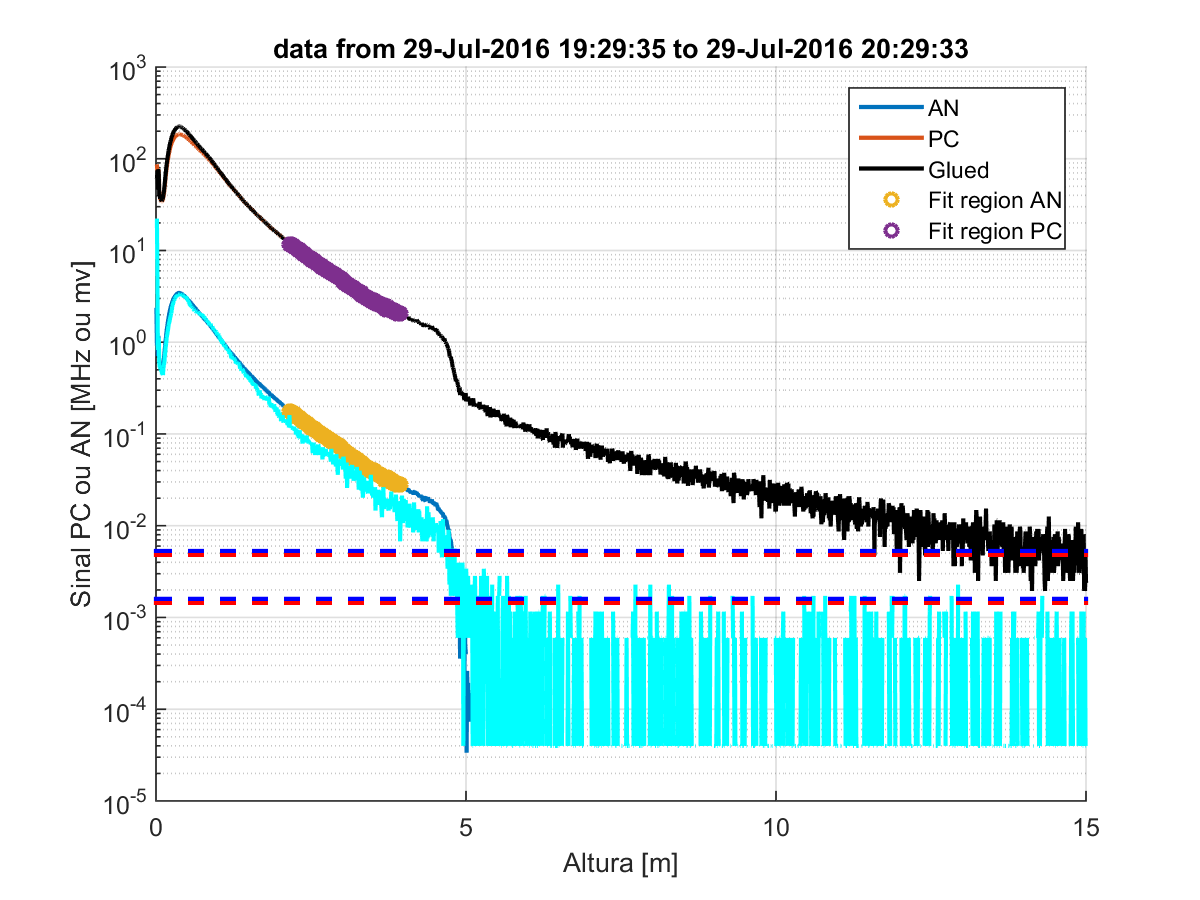 data from 29-Jul-2016 19:29:35 to 29-Jul-2016 20:29:33
Sinal PC ou AN [MHz ou mv]
10^3
10^2
10^1
10^0
10^-1
10^-2
10^-3
10^-4
10^-5
AN
PC
Glued
Fit region AN
Fit region PC
0 5 10 15
Altura [m]